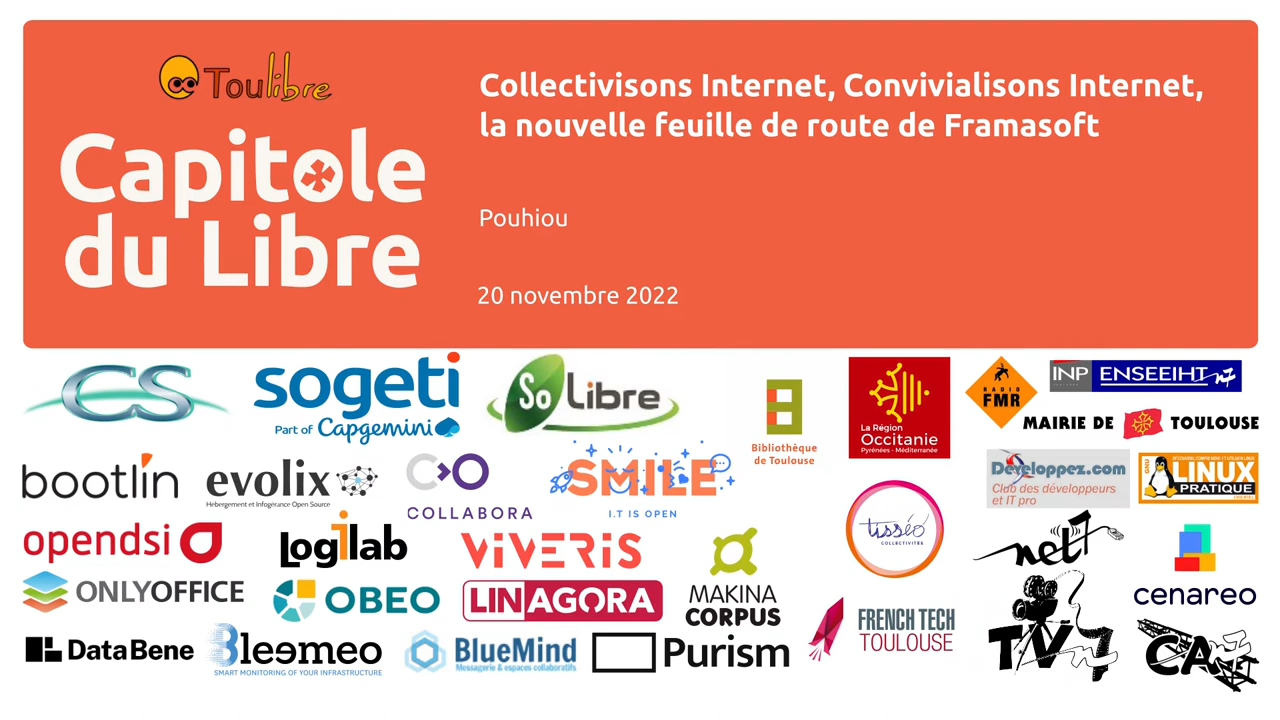 Toulibre
Capitole
du Libre
Collectivisons Internet, Convivialisons Internet,
la nouvelle feuille de route de Framasoft
Pouhiou
20 novembre 2022
CS
sogeti
Part of Capgemini
So Libre
Bibliothèque
de Toulouse
La Région
Occitanie
Pyrénées - Méditerranée
RADIO
FMR
INP ENSEEIHT n7
MAIRIE DE TOULOUSE
bootlin
evolix
Hébergement et Infogérance Open Source
COLLABORA
SMILE
I.T IS OPEN
tisséo
COLLECTIVITÉS
Developpez.com
Club des développeurs
et IT pro
GNU
LINUX
PRATIQUE
opendsi
Logilab
VIVERIS
MAKINA
CORPUS
net7
cenareo
ONLYOFFICE
OBEO
LINAGORA
FRENCH TECH
TOULOUSE
TV7
DataBene
Bleemeo
SMART MONITORING OF YOUR INFRASTRUCTURE
BlueMind
Messagerie & espaces collaboratifs
Purism
CAn7